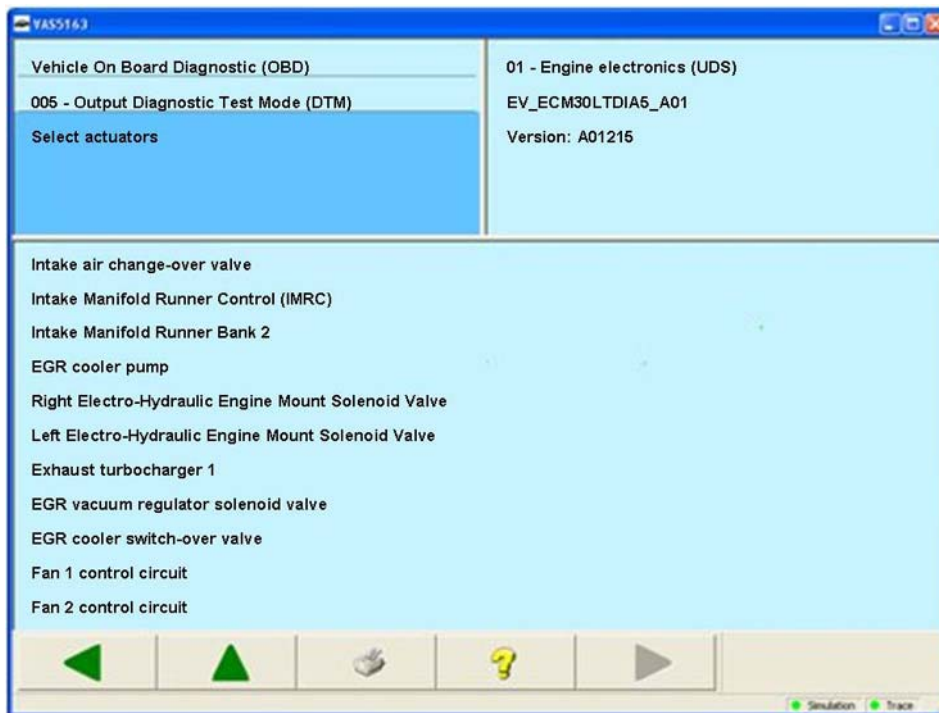 VAS5163
Vehicle On Board Diagnostic (OBD)
005 - Output Diagnostic Test Mode (DTM)
Select actuators
01 - Engine electronics (UDS)
EV_ECM30LTDIA5_A01
Version: A01215
Intake air change-over valve
Intake Manifold Runner Control (IMRC)
Intake Manifold Runner Bank 2
EGR cooler pump
Right Electro-Hydraulic Engine Mount Solenoid Valve
Left Electro-Hydraulic Engine Mount Solenoid Valve
Exhaust turbocharger 1
EGR vacuum regulator solenoid valve
EGR cooler switch-over valve
Fan 1 control circuit
Fan 2 control circuit
?
Simulation
Trace